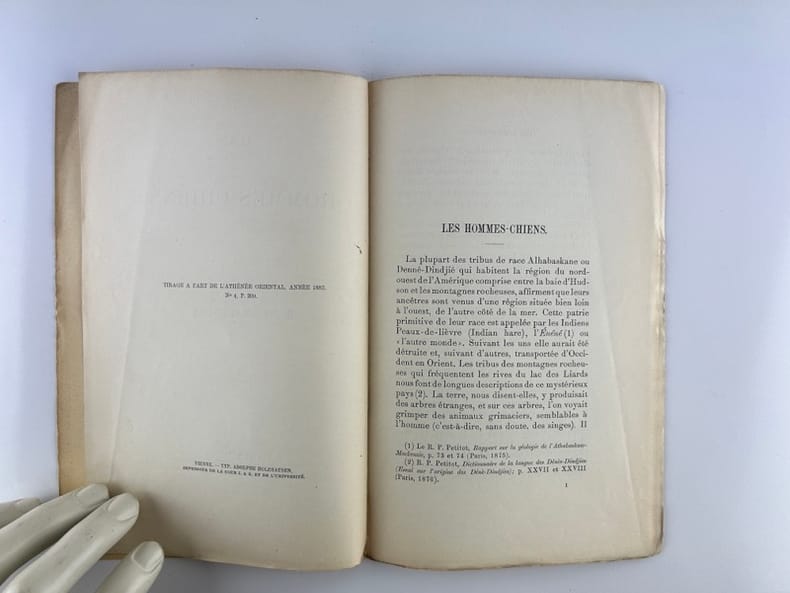 TIRAGE A PART DE L'ATHÉNÉE ORIENTAL, ANNÉE 1882.
Nº 4, P. 209.
VIENNE. — TYP. ADOLPHE HOLZHAUSEN,
IMPRIMEUR DE LA COUR I. & R. ET DE L'UNIVERSITÉ.
LES HOMMES-CHIENS.
La plupart des tribus de race Alhabaskane ou
Denné-Dindjié qui habitent la région du nord-
ouest de l'Amérique comprise entre la baie d'Hud-
son et les montagnes rocheuses, affirment que leurs
ancêtres sont venus d'une région située bien loin
à l'ouest, de l'autre côté de la mer. Cette patrie
primitive de leur race est appelée par les Indiens
Peaux-de-lièvre (Indian hare), l'Énéné (1) ou
«l'autre monde». Suivant les uns elle aurait été
détruite et, suivant d'autres, transportée d'Occi-
dent en Orient. Les tribus des montagnes rocheu-
ses qui fréquentent les rives du lac des Liards
nous font de longues descriptions de ce mystérieux
pays (2). La terre, nous disent-elles, y produisait
des arbres étranges, et sur ces arbres, l'on voyait
grimper des animaux grimaciers, semblables à
l'homme (c'est-à-dire, sans doute, des singes). Il
(1) Le R. P. Petitot, Rapport sur la géologie de l'Athabaskaw-
Mackensie, p. 73 et 74 (Paris, 1875).
(2) R. P. Petitot, Dictionnaire de la langue des Dènè-Dindjiés
(Essai sur l'origine des Dènè-Dindjiés); p. XXVII et XXVIII
(Paris, 1876).
1